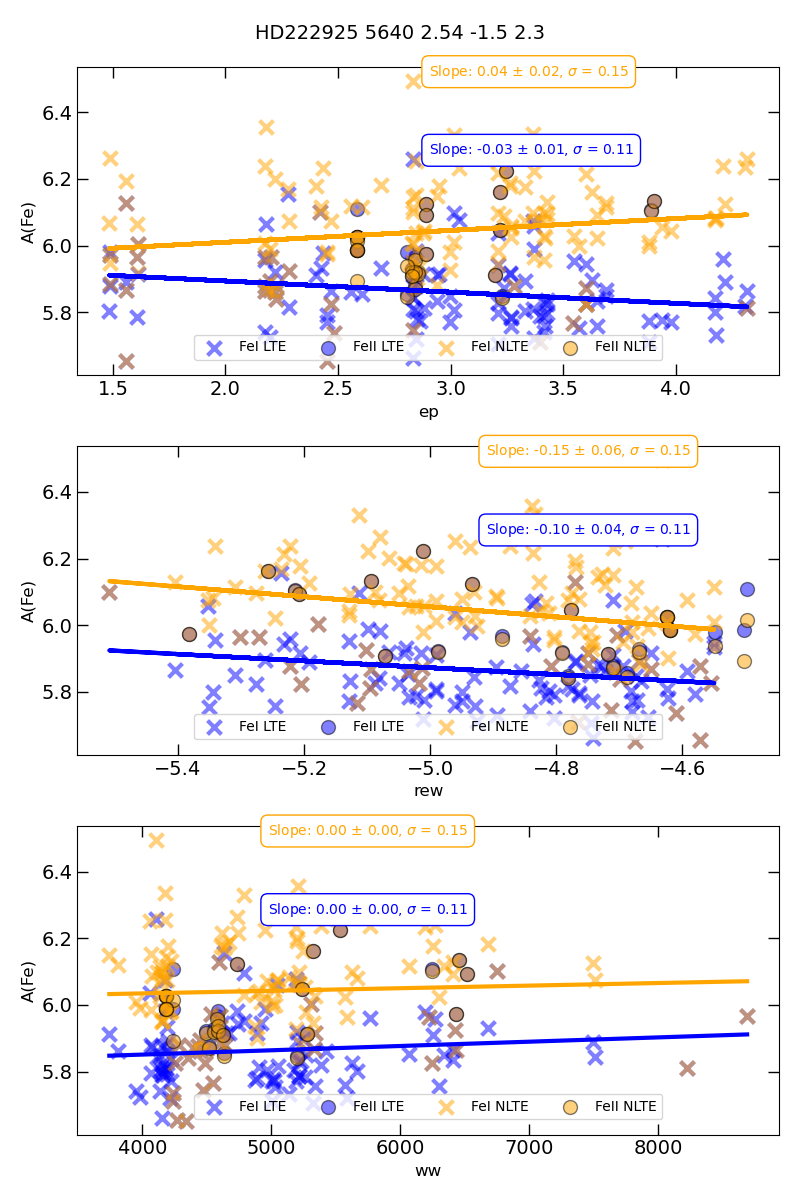 HD222925 5640 2.54 -1.5 2.3
Slope: 0.04 ± 0.02, σ = 0.15
6.4
Slope: -0.03 ± 0.01, σ = 0.11
6.2
A(Fe)
6.0
5.8
FeI LTE FeII LTE FeI NLTE FeII NLTE
1.5 2.0 2.5 3.0 3.5 4.0
ep
Slope: -0.15 ± 0.06, σ = 0.15
6.4
Slope: -0.10 ± 0.04, σ = 0.11
6.2
A(Fe)
6.0
5.8
FeI LTE FeII LTE FeI NLTE FeII NLTE
−5.4 −5.2 −5.0 −4.8 −4.6
rew
Slope: 0.00 ± 0.00, σ = 0.15
6.4
Slope: 0.00 ± 0.00, σ = 0.11
6.2
A(Fe)
6.0
5.8
FeI LTE FeII LTE FeI NLTE FeII NLTE
4000 5000 6000 7000 8000
ww